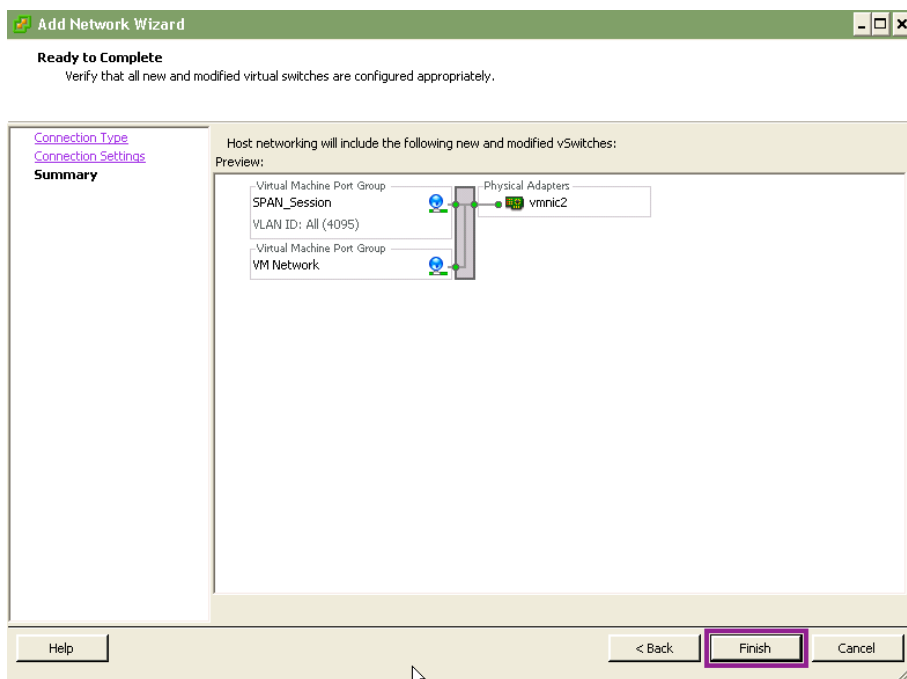 Add Network Wizard
Ready to Complete
Verify that all new and modified virtual switches are configured appropriately.
Connection Type
Connection Settings
Summary
Host networking will include the following new and modified vSwitches:
Preview:
Virtual Machine Port Group
SPAN_Session
VLAN ID: All (4095)
Virtual Machine Port Group
VM Network
Physical Adapters
vmnic2
Help
< Back
Finish
Cancel